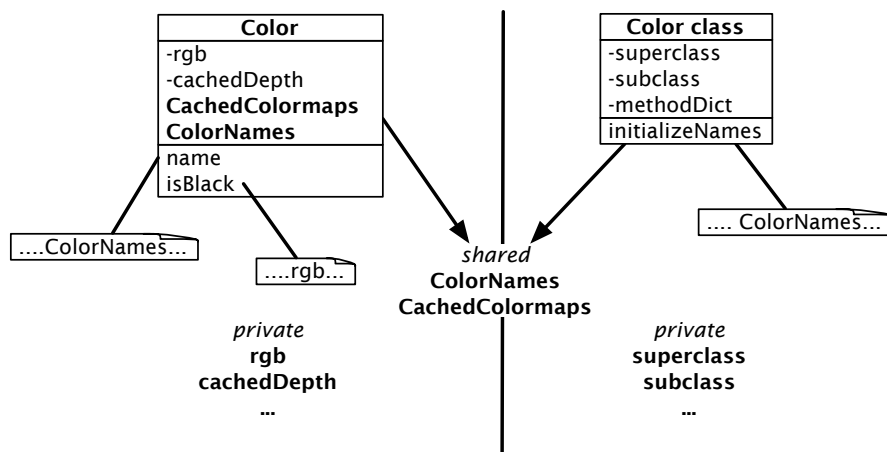 Color
-rgb
-cachedDepth
CachedColormaps
ColorNames
name
isBlack
....ColorNames...
....rgb...
Color class
-superclass
-subclass
-methodDict
initializeNames
.... ColorNames...
shared
ColorNames
CachedColormaps
private
rgb
cachedDepth
...
private
superclass
subclass
...